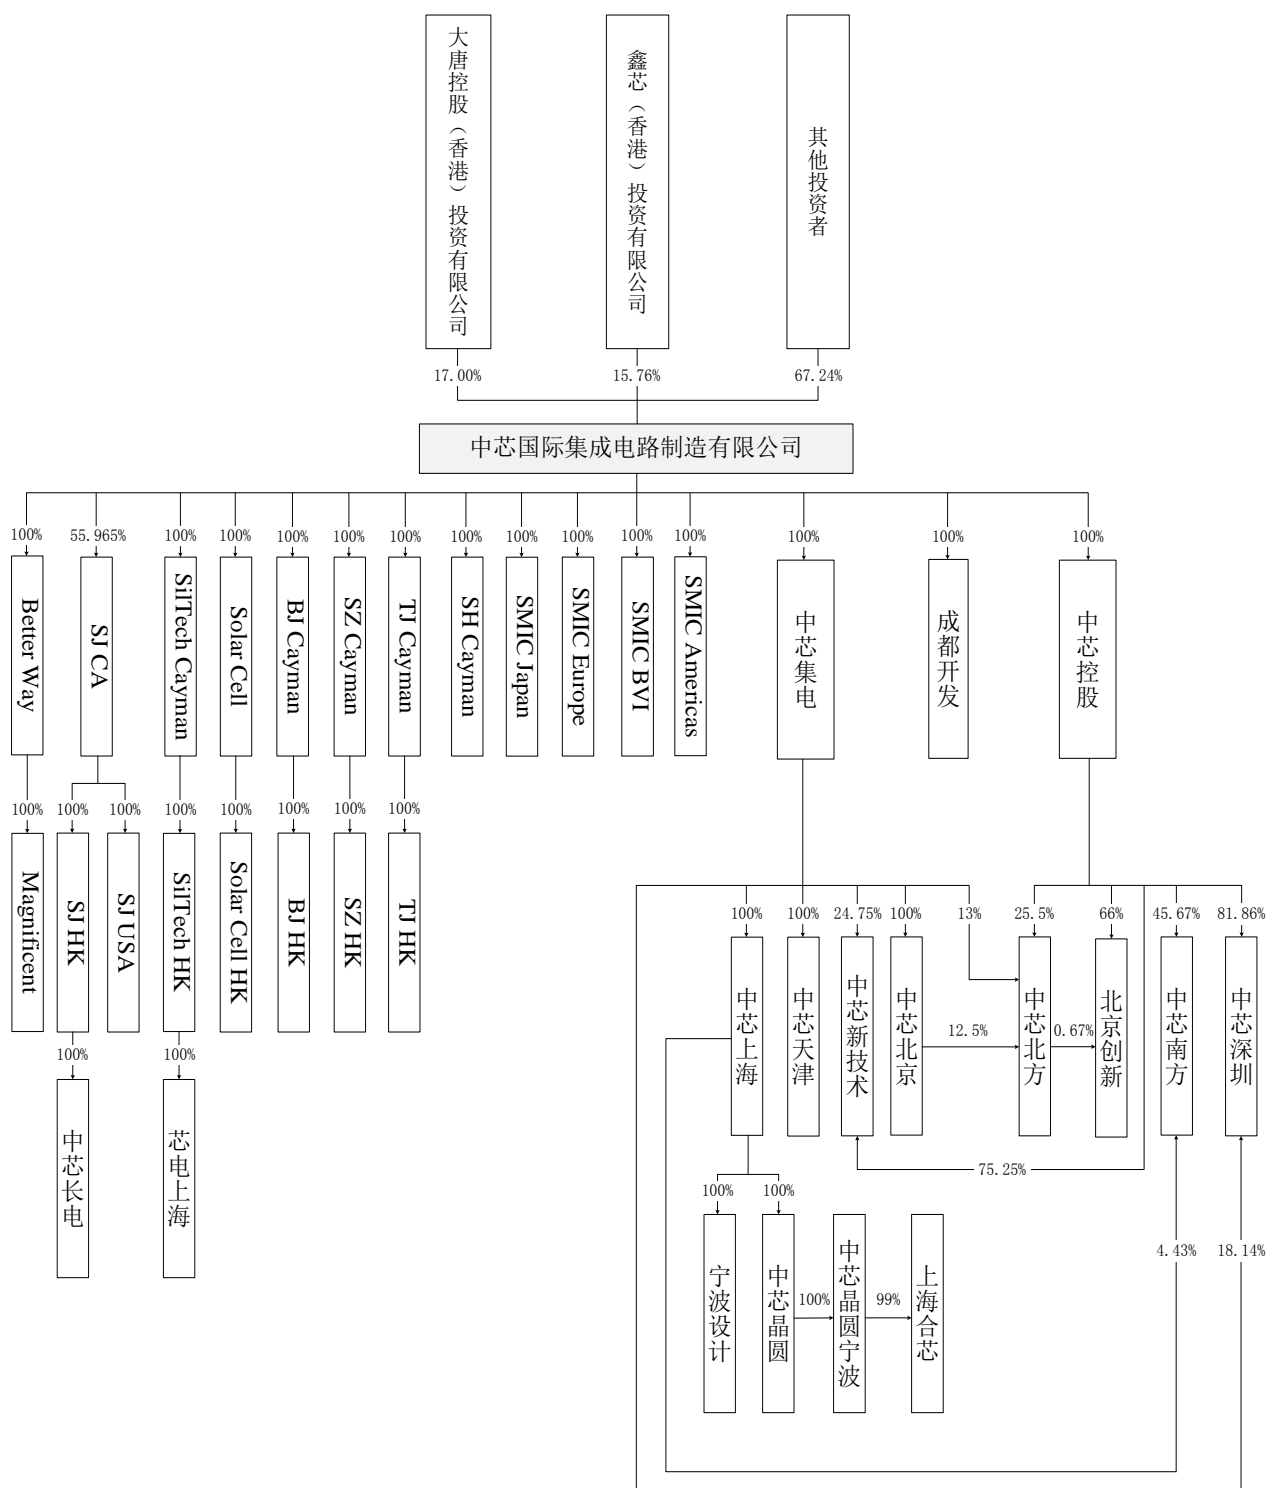 大唐控股（香港）投资有限公司
鑫芯（香港）投资有限公司
其他投资者
17.00%
15.76%
67.24%
中芯国际集成电路制造有限公司
100%
55.965%
100%
100%
100%
100%
100%
100%
100%
100%
100%
100%
100%
100%
100%
Better Way
SJ CA
SilTech Cayman
Solar Cell
BJ Cayman
SZ Cayman
TJ Cayman
SH Cayman
SMIC Japan
SMIC Europe
SMIC BVI
SMIC Americas
中芯集电
成都开发
中芯控股
100%
100%
100%
100%
100%
100%
100%
100%
Magnificent
SJ HK
SJ USA
SilTech HK
Solar Cell HK
BJ HK
SZ HK
TJ HK
100%
100%
24.75%
100%
13%
25.5%
66%
45.67%
81.86%
中芯上海
中芯天津
中芯新技术
中芯北京
12.5%
中芯北方
0.67%
北京创新
中芯南方
中芯深圳
100%
100%
中芯长电
芯电上海
75.25%
100%
100%
4.43%
18.14%
宁波设计
中芯晶圆
100%
中芯晶圆宁波
99%
上海合芯